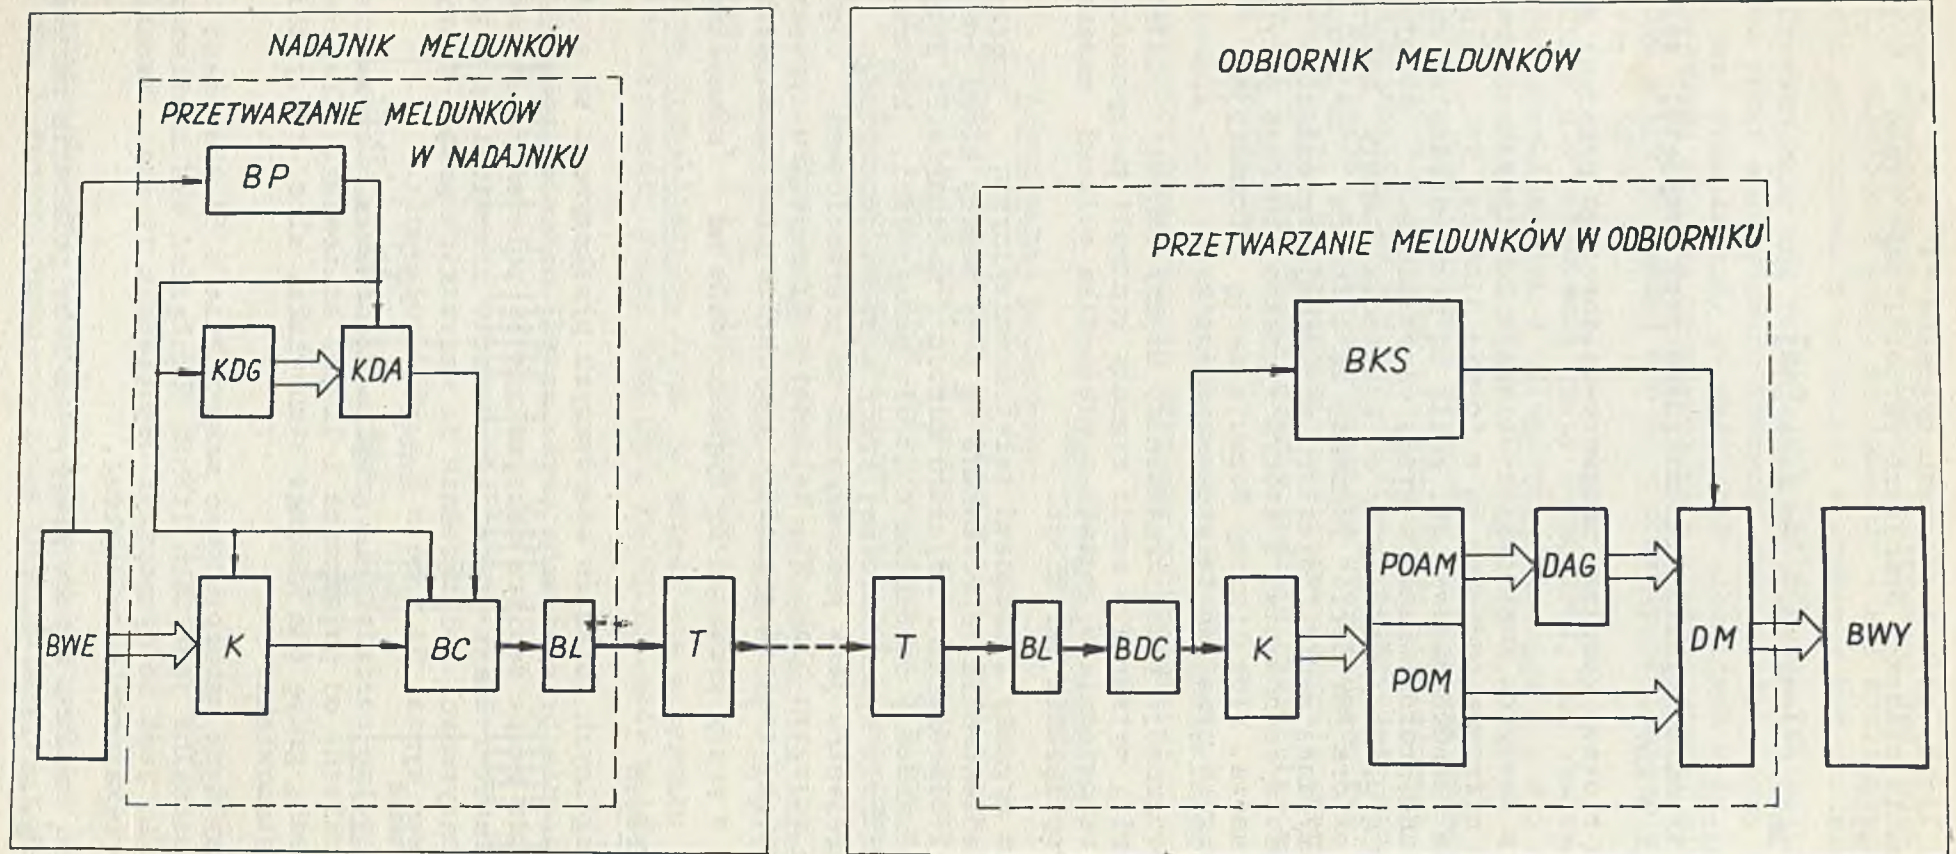 NADAJNIK MELDUNKÓW
PRZETWARZANIE MELDUNKÓW
W NADAJNIKU
BP
KDG
KDA
BWE
K
BC
BL
T
ODBIORNIK MELDUNKÓW
PRZETWARZANIE MELDUNKÓW W ODBIORNIKU
BKS
T
BL
BDC
K
POAM
POM
DAG
DM
BWY